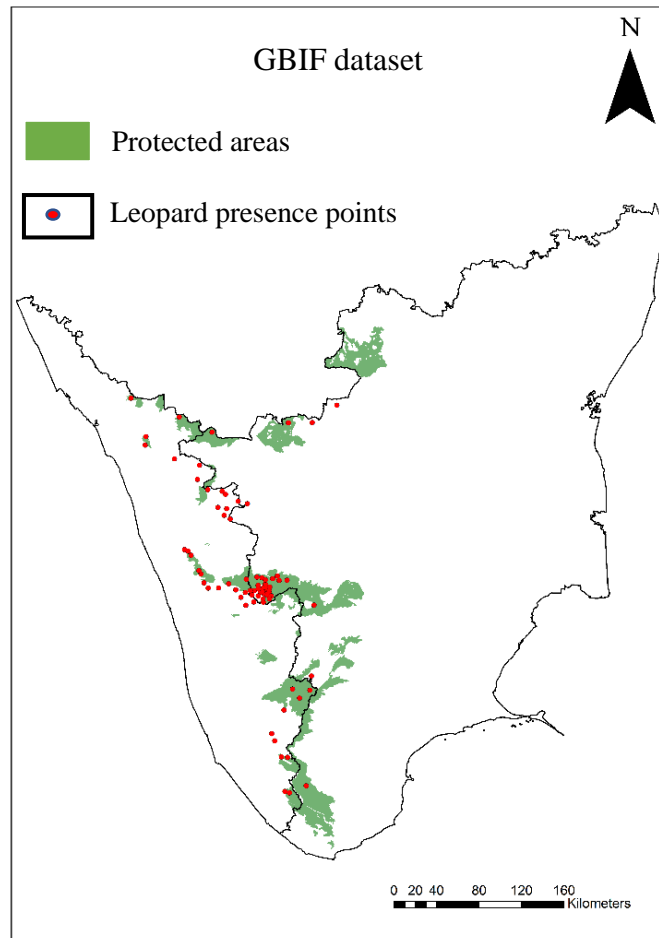 N
GBIF dataset
Protected areas
Leopard presence points
0 20 40 80 120 160
Kilometers